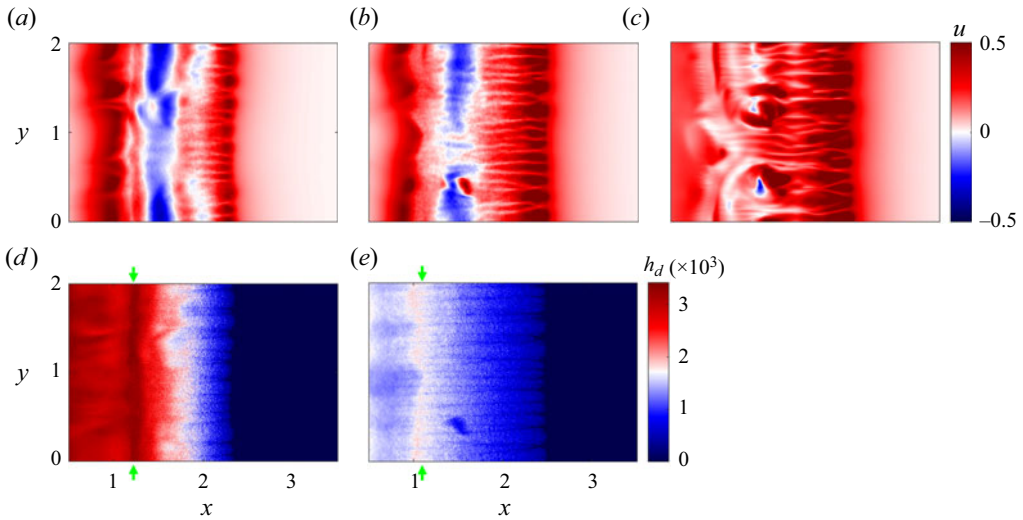 (a) (b) (c) u
2 0.5
y 1 0
0 –0.5
(d) (e) h_d (×10³)
2 3
y 1 2
1
0 0
1 2 3 1 2 3
x x